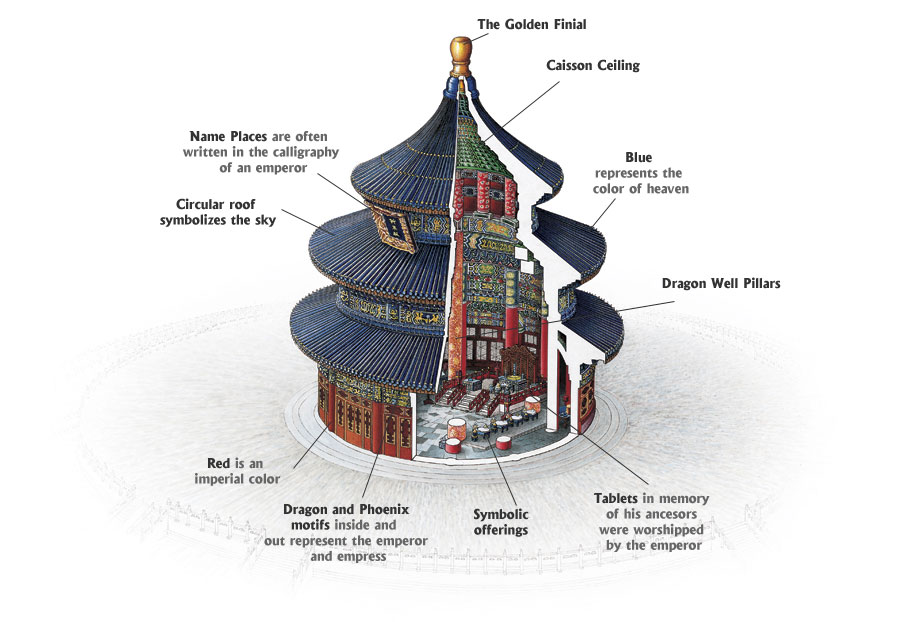 The Golden Finial
Caisson Ceiling
Name Places are often
written in the calligraphy
of an emperor
Blue
represents the
color of heaven
Circular roof
symbolizes the sky
Dragon Well Pillars
Red is an
imperial color
Dragon and Phoenix
motifs inside and
out represent the emperor
and empress
Symbolic
offerings
Tablets in memory
of his ancesors
were worshipped
by the emperor